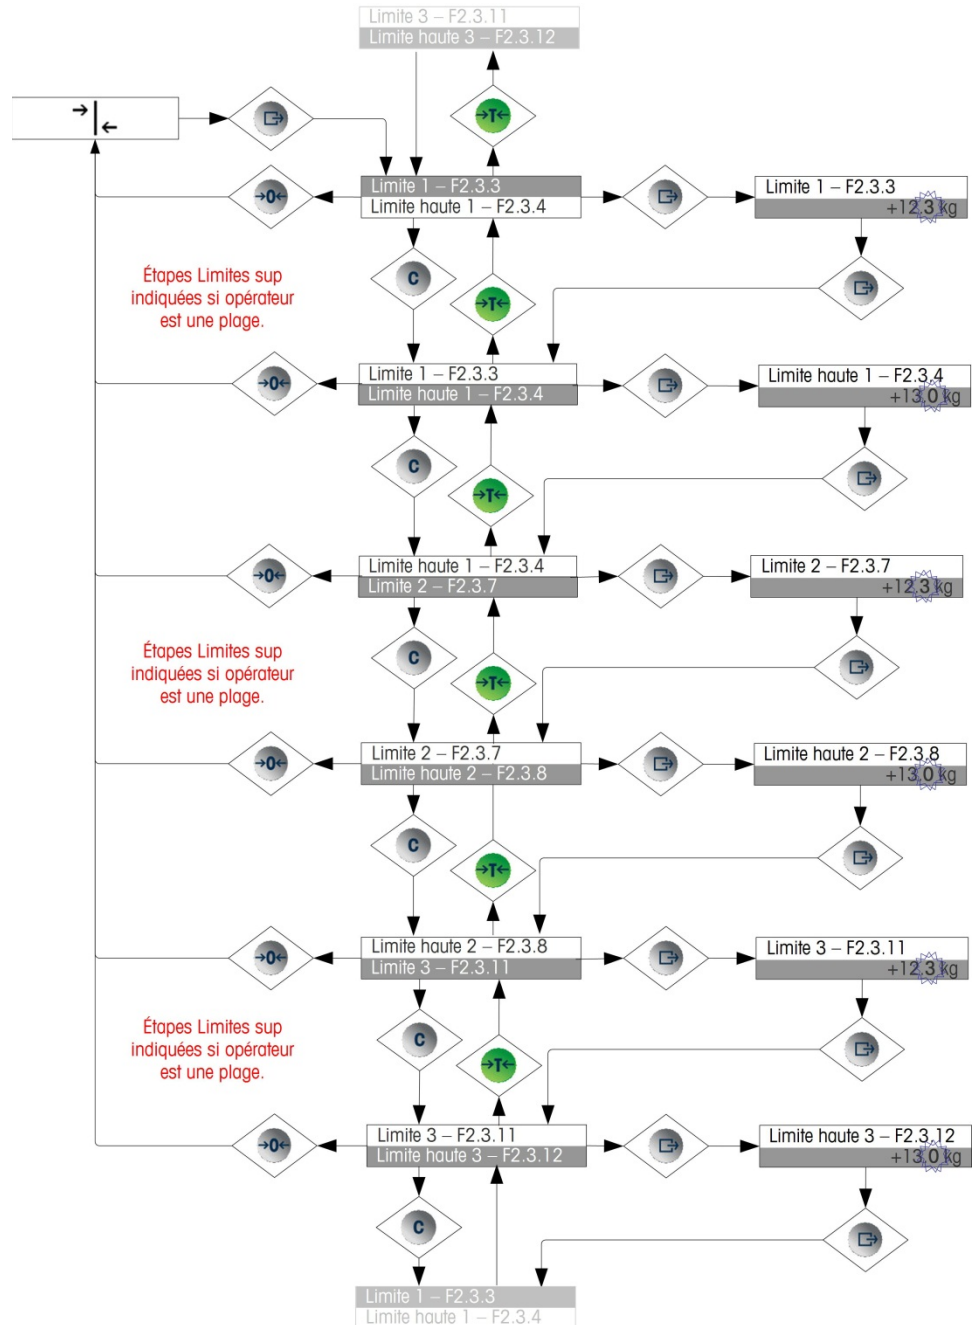 Limite 3 – F2.3.11
Limite haute 3 – F2.3.12
→T←
→0←
Limite 1 – F2.3.3
Limite haute 1 – F2.3.4
Limite 1 – F2.3.3
+12.3 kg
C
→T←
Étapes Limites sup
indiquées si opérateur
est une plage.
→0←
Limite 1 – F2.3.3
Limite haute 1 – F2.3.4
Limite haute 1 – F2.3.4
+13.0 kg
C
→T←
→0←
Limite haute 1 – F2.3.4
Limite 2 – F2.3.7
Limite 2 – F2.3.7
+12.3 kg
C
→T←
Étapes Limites sup
indiquées si opérateur
est une plage.
→0←
Limite 2 – F2.3.7
Limite haute 2 – F2.3.8
Limite haute 2 – F2.3.8
+13.0 kg
C
→T←
→0←
Limite haute 2 – F2.3.8
Limite 3 – F2.3.11
Limite 3 – F2.3.11
+12.3 kg
C
→T←
Étapes Limites sup
indiquées si opérateur
est une plage.
→0←
Limite 3 – F2.3.11
Limite haute 3 – F2.3.12
Limite haute 3 – F2.3.12
+13.0 kg
C
Limite 1 – F2.3.3
Limite haute 1 – F2.3.4